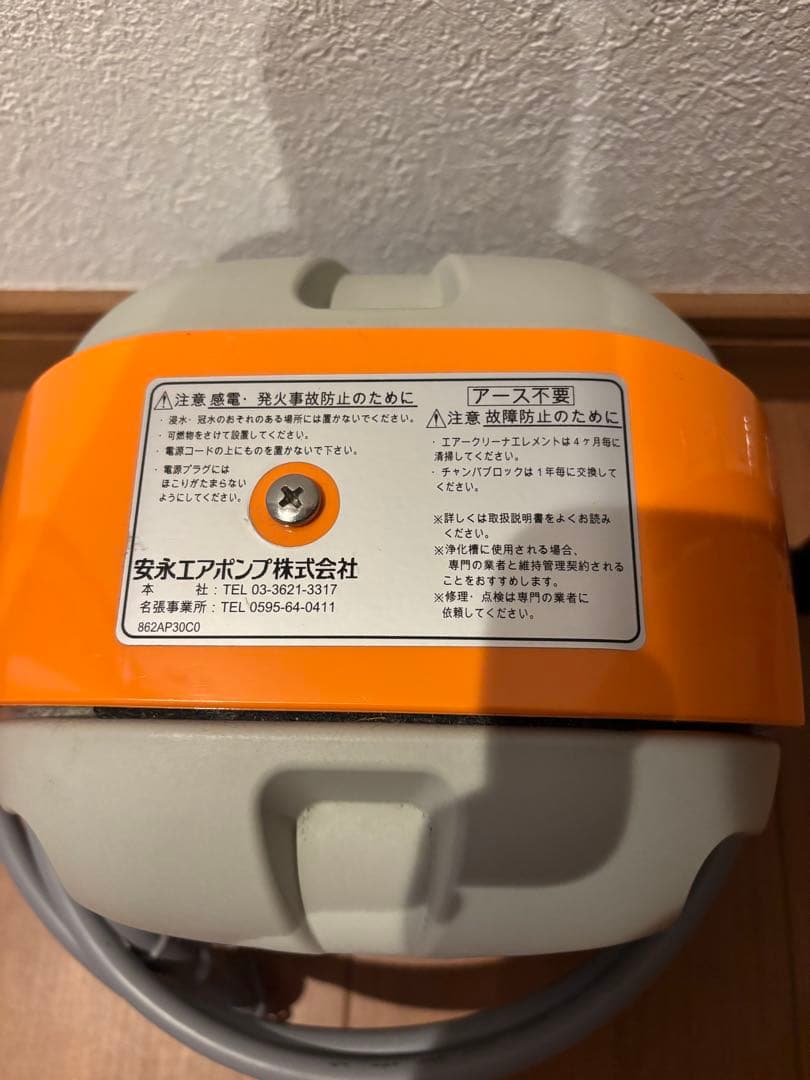 ⚠注意 感電・発火事故防止のために
・浸水・冠水のおそれのある場所には置かないでください。
・可燃物をさけて設置してください。
・電源コードの上にものを置かないで下さい。
・電源プラグには
ほこりがたまらない
ようにしてください。
安永エアポンプ株式会社
本 社：TEL 03-3621-3317
名張事業所：TEL 0595-64-0411
862AP30C0
アース不要
⚠注意 故障防止のために
・エアークリーナエレメントは４ヶ月毎に
清掃してください。
・チャンバブロックは１年毎に交換して
ください。
※詳しくは取扱説明書をよくお読み
ください。
※浄化槽に使用される場合、
専門の業者と維持管理契約される
ことをおすすめします。
※修理・点検は専門の業者に
依頼してください。